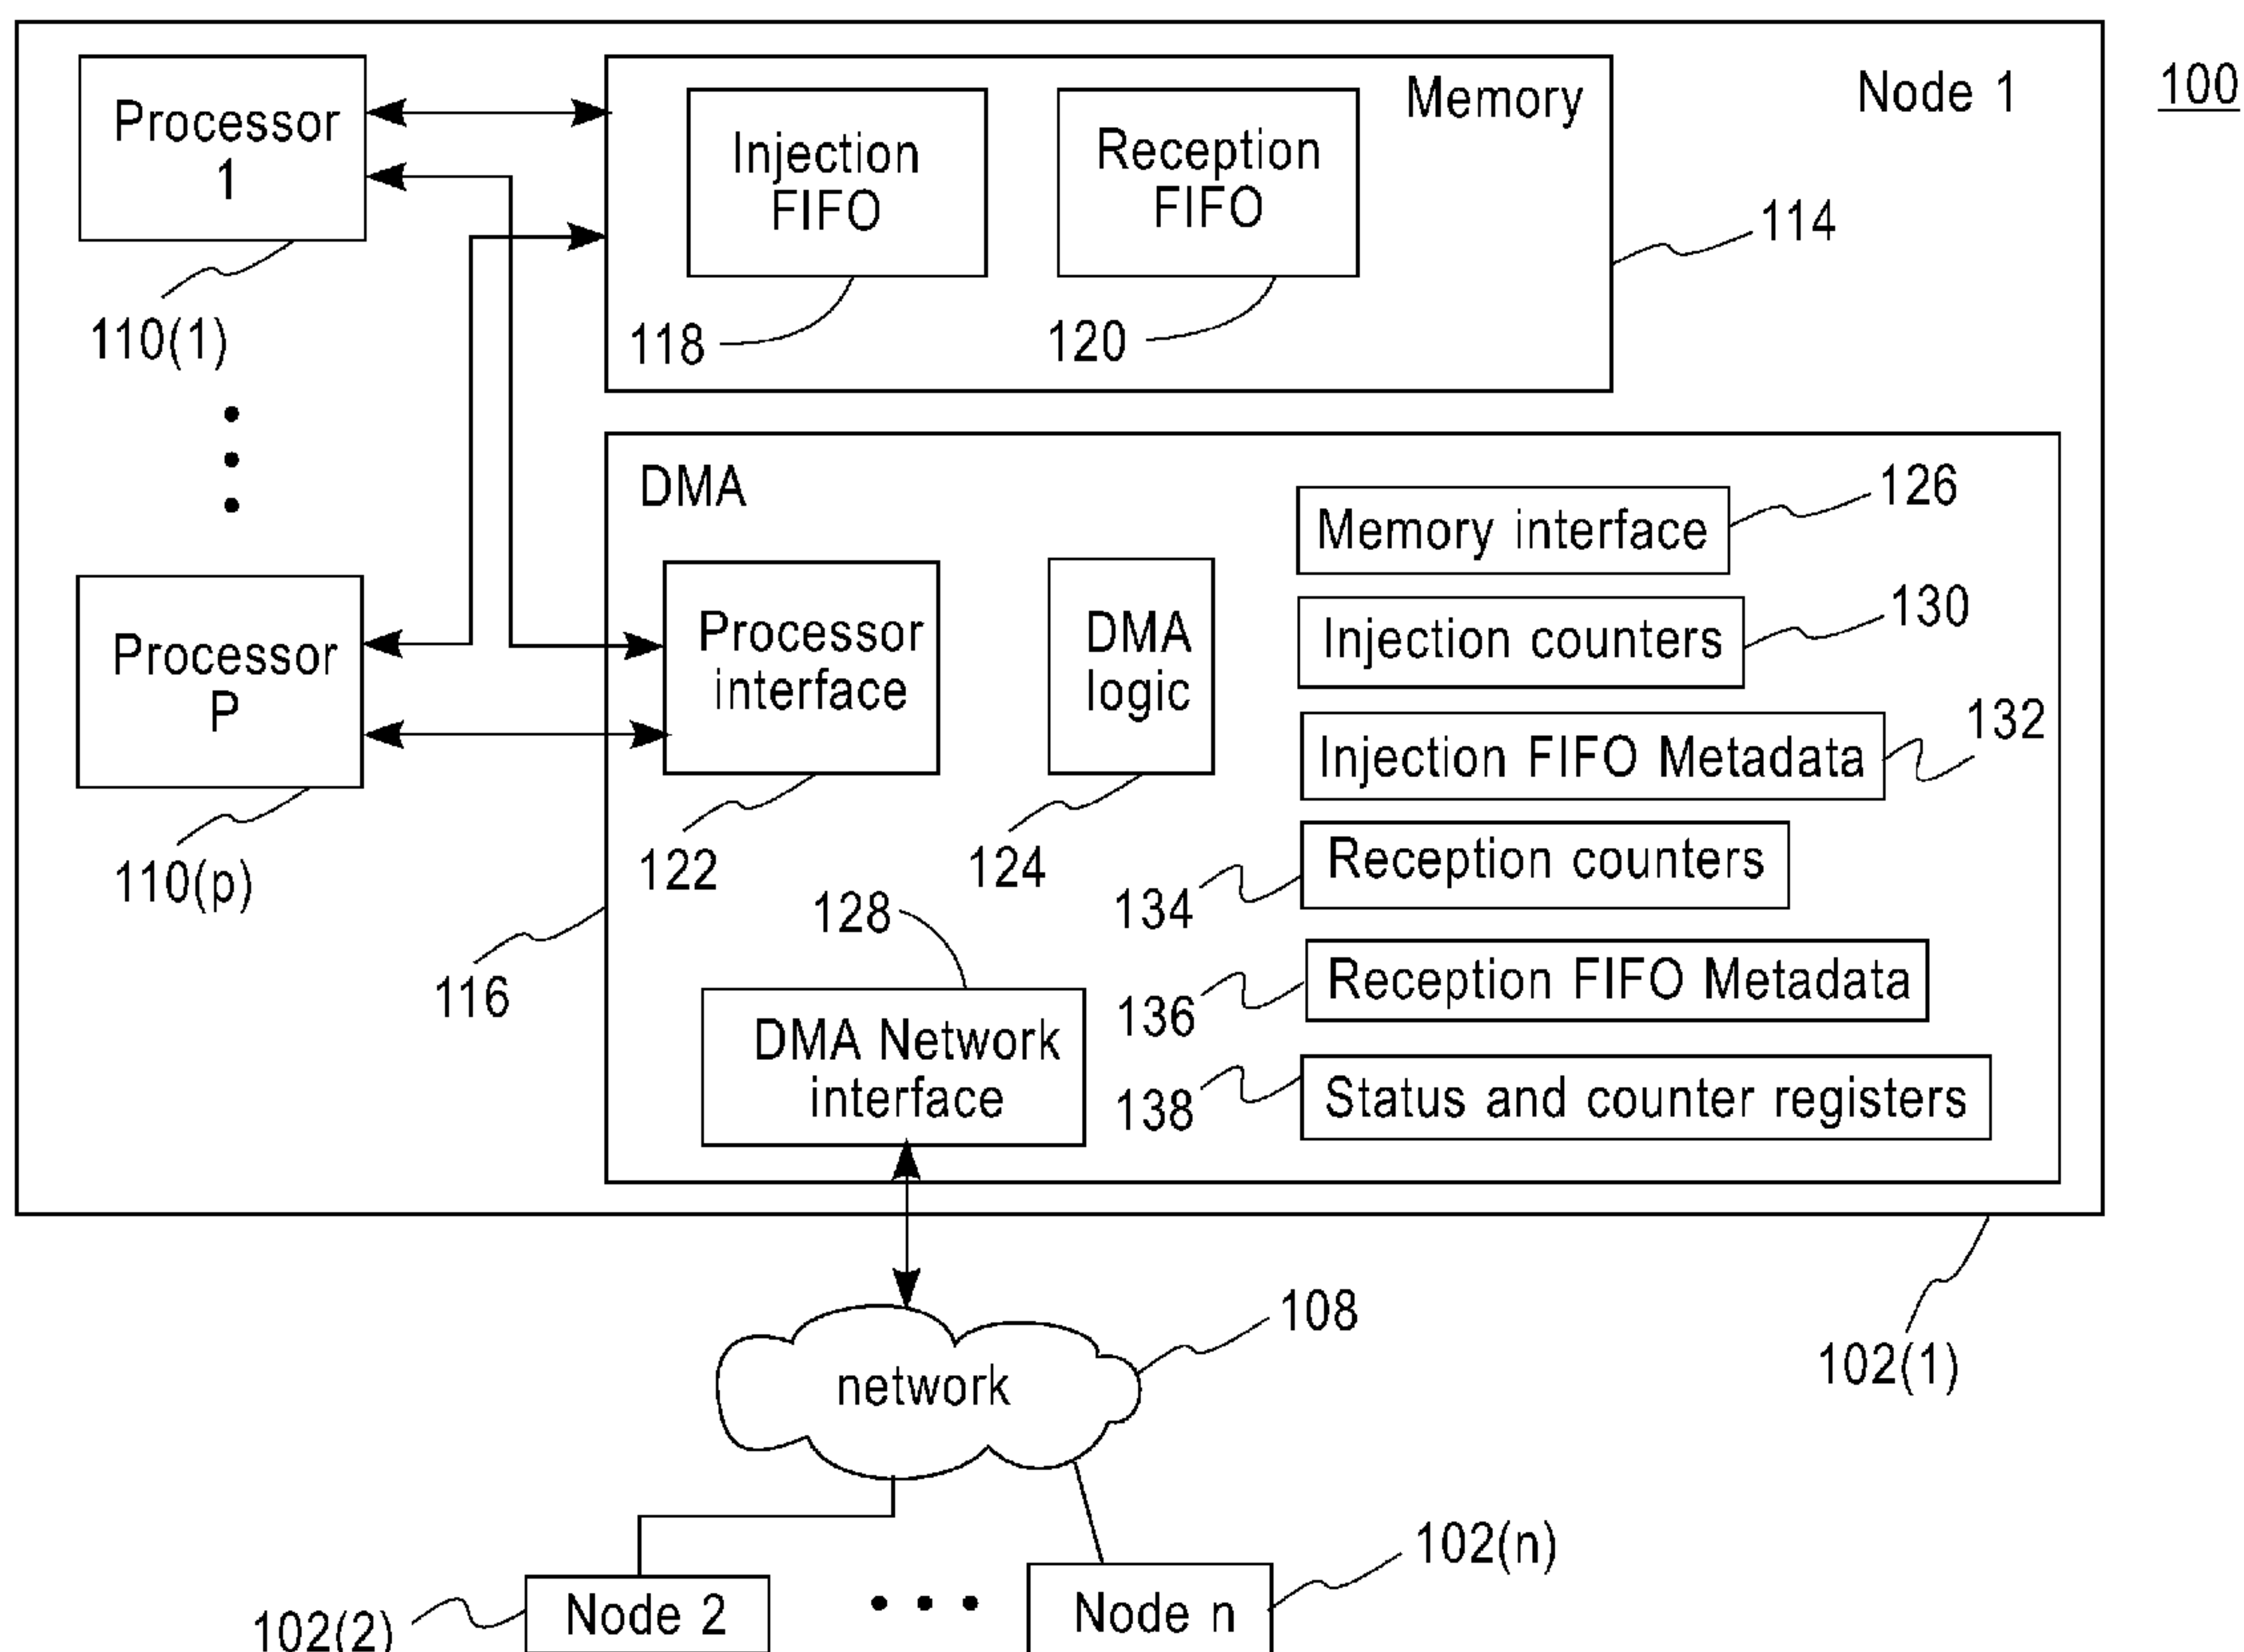 100
Node 1
Processor
1
110(1)
Memory
Injection
FIFO
118
Reception
FIFO
120
114
Processor
P
110(p)
DMA
116
Processor
interface
122
DMA
logic
124
Memory interface
126
Injection counters
130
Injection FIFO Metadata
132
Reception counters
134
Reception FIFO Metadata
136
Status and counter registers
138
128
DMA Network
interface
102(1)
network
108
Node 2
102(2)
Node n
102(n)